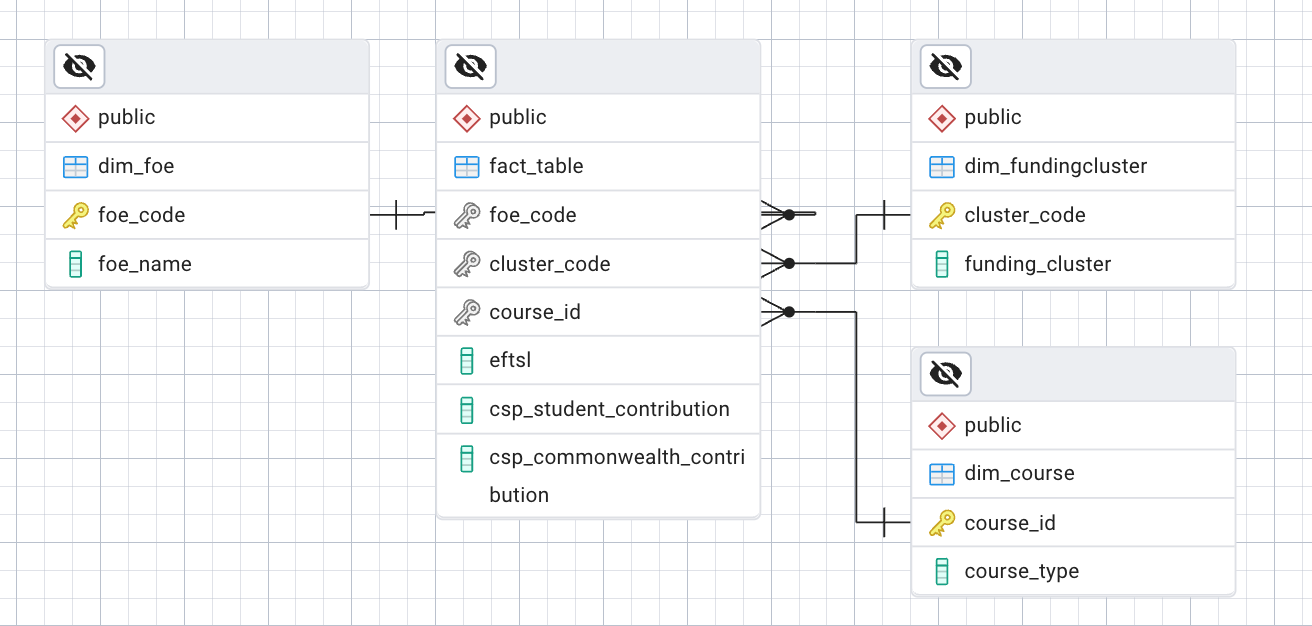 public
dim_foe
foe_code
foe_name
public
fact_table
foe_code
cluster_code
course_id
eftsl
csp_student_contribution
csp_commonwealth_contri
bution
public
dim_fundingcluster
cluster_code
funding_cluster
public
dim_course
course_id
course_type